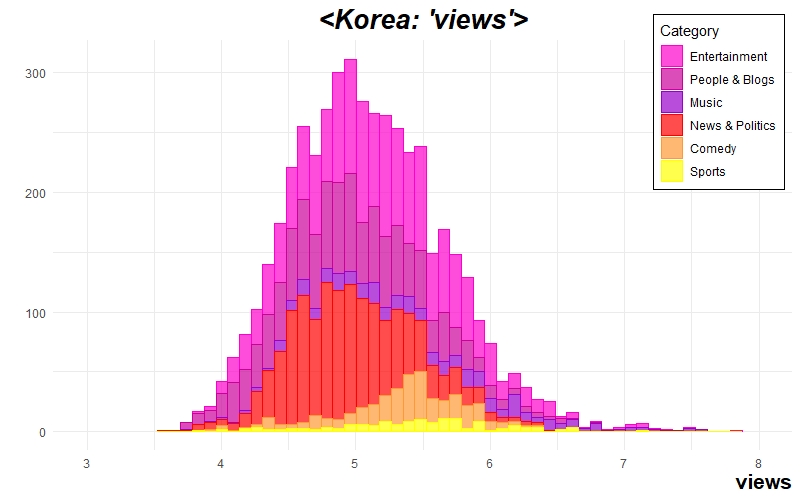 <Korea: 'views'>
Category
Entertainment
People & Blogs
Music
News & Politics
Comedy
Sports
300
200
100
0
3 4 5 6 7 8
views